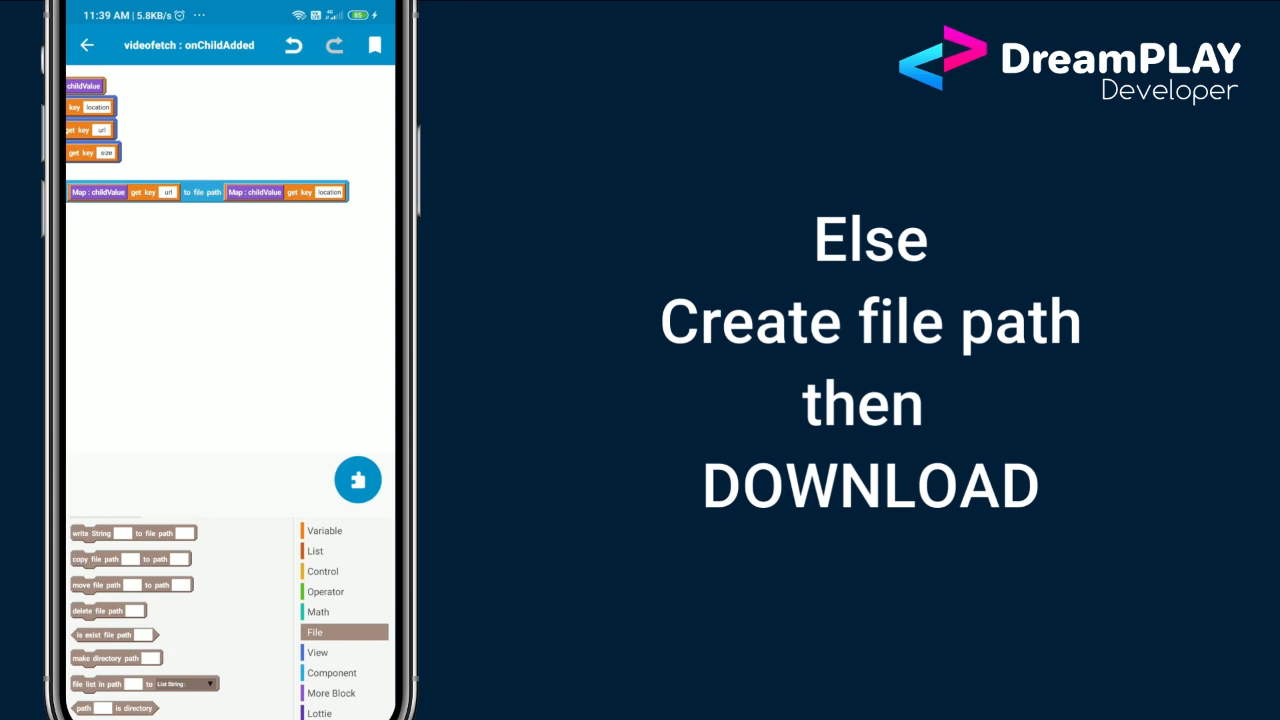 11:39 AM | 5.8KB/s
videofetch : onChildAdded
childValue
key location
get key url
get key size
Map : childValue get key url to file path Map : childValue get key location
write String to file path
copy file path to path
move file path to path
delete file path
is exist file path
make directory path
file list in path to List String :
path is directory
Variable
List
Control
Operator
Math
File
View
Component
More Block
Lottie
DreamPLAY
Developer
Else
Create file path
then
DOWNLOAD